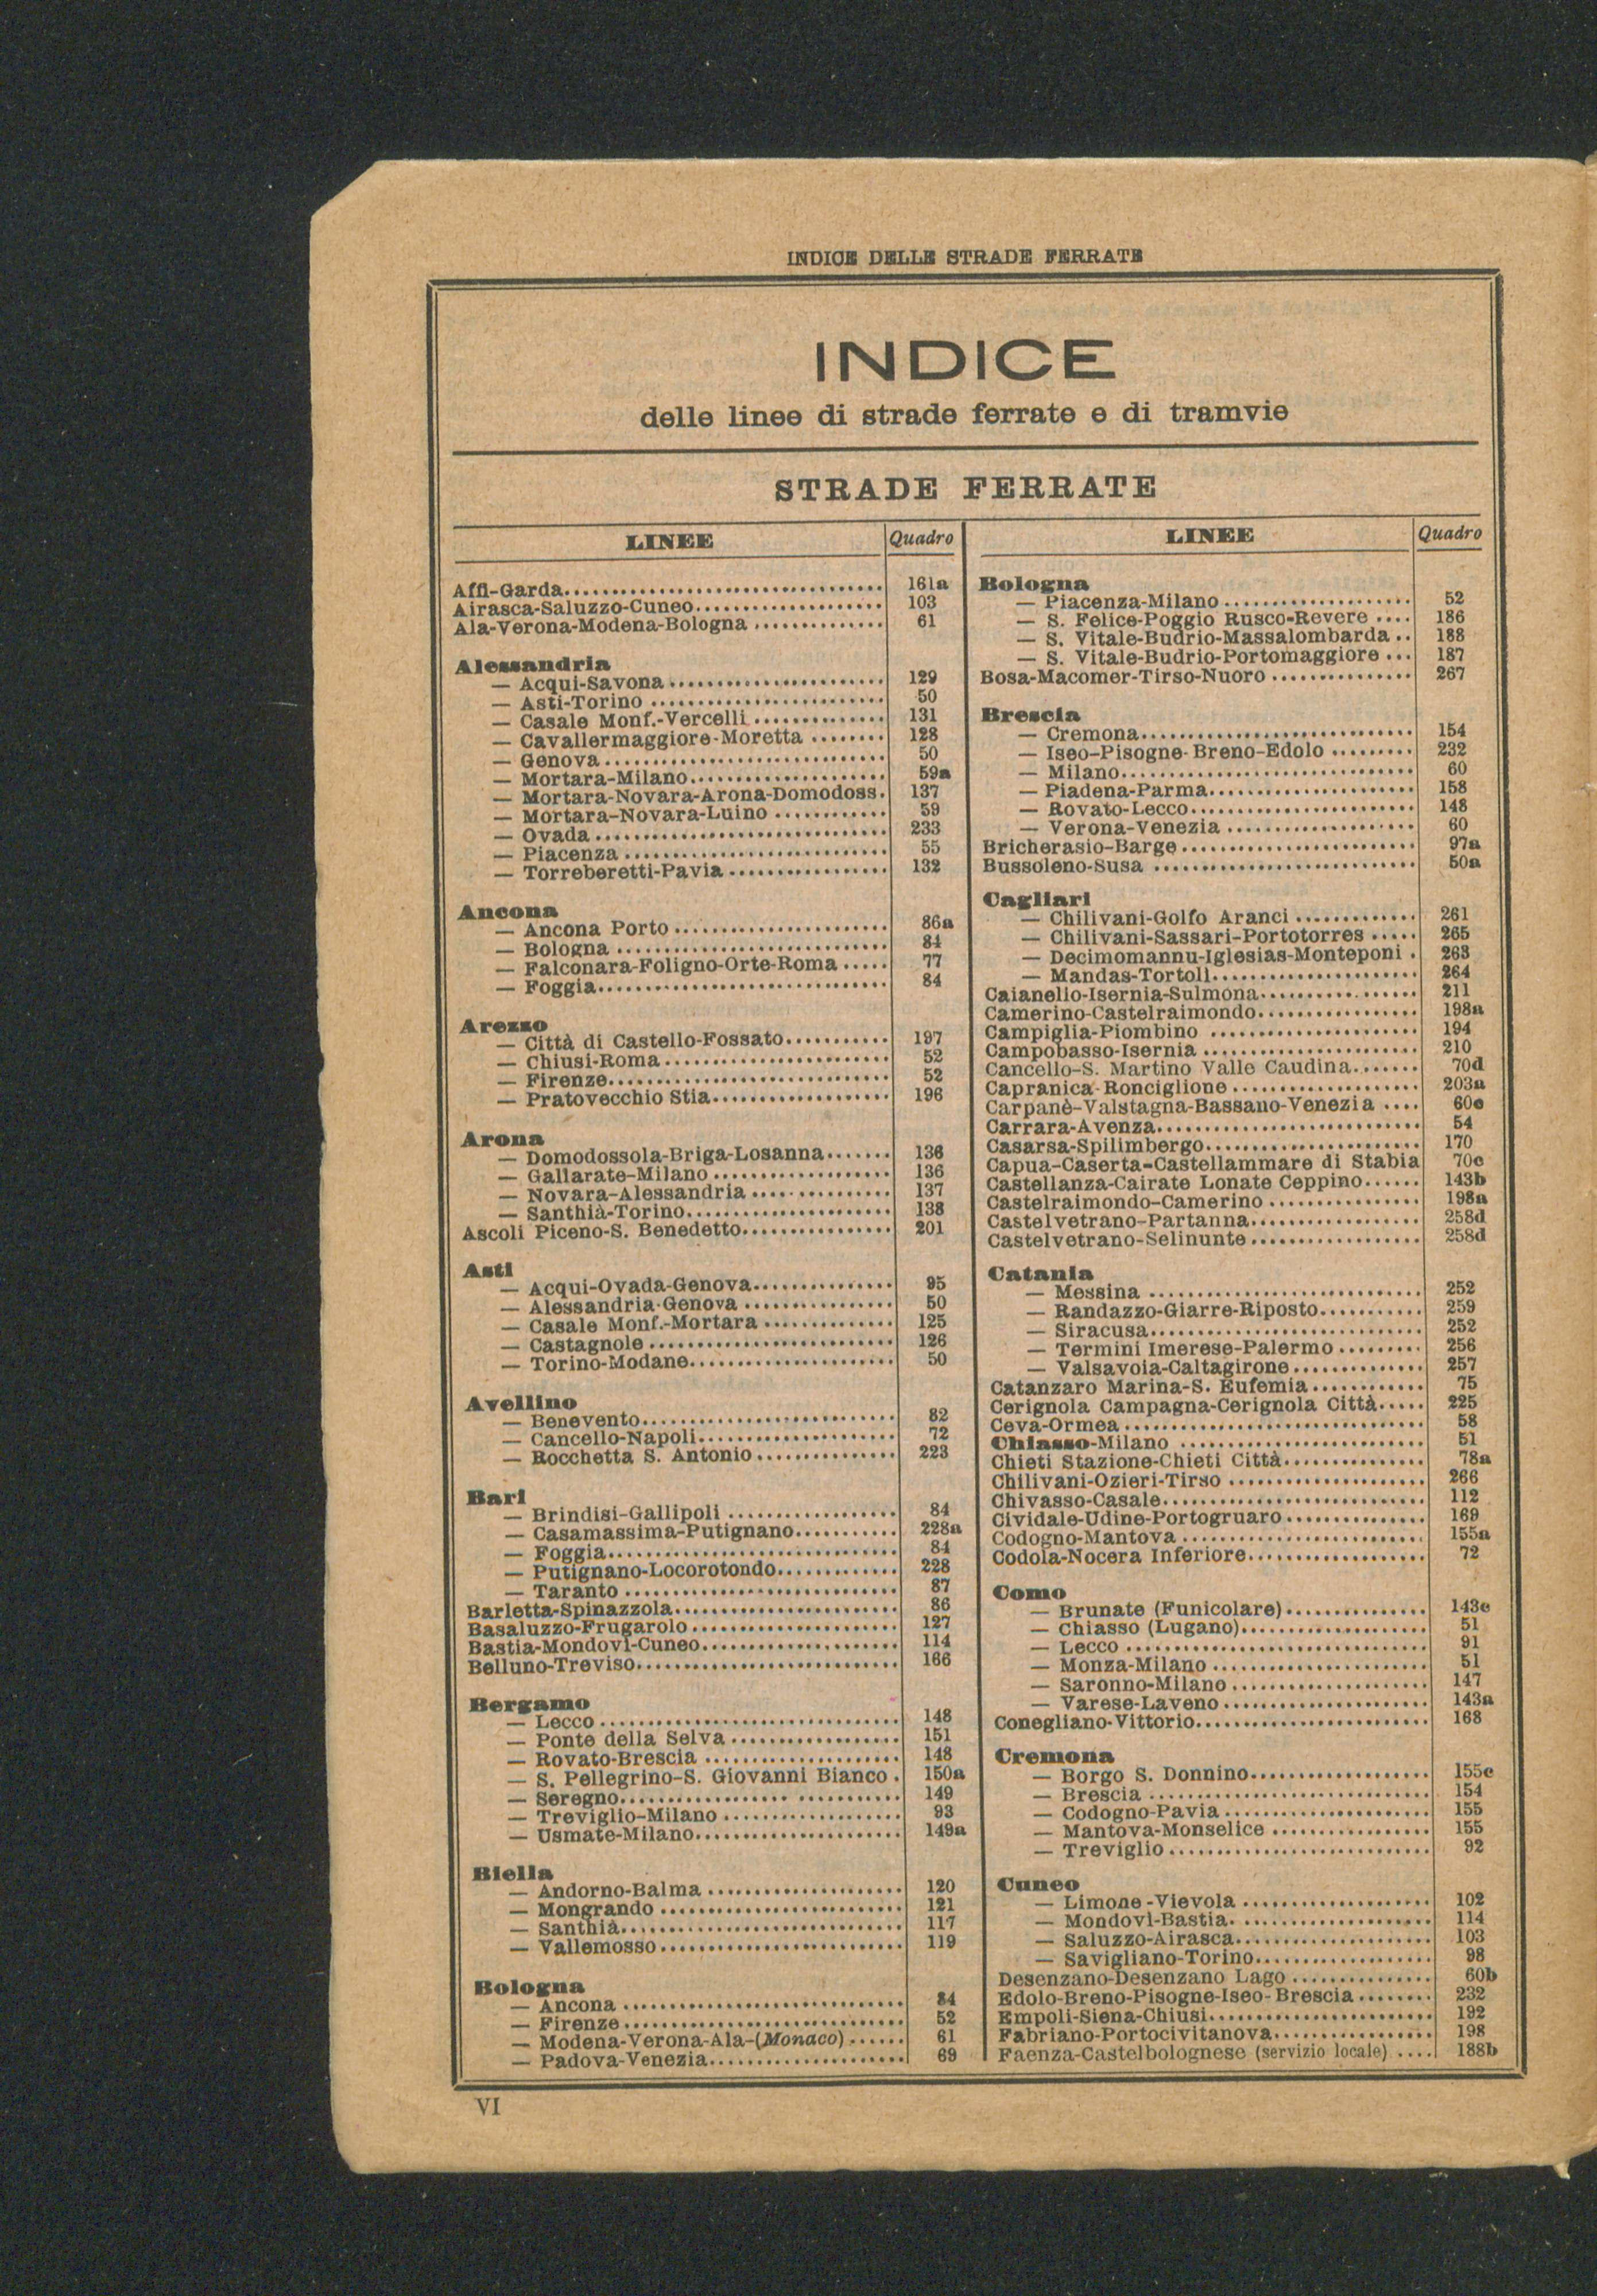 INDICE DELLE STRADE FERRATE
INDICE
delle linee di strade ferrate e di tramvie
STRADE FERRATE
LINEE Quadro
Affi-Garda 161a
Airasca-Saluzzo-Cuneo 103
Ala-Verona-Modena-Bologna 61
Alessandria
— Acqui-Savona 129
— Asti-Torino 50
— Casale Monf.-Vercelli 131
— Cavallermaggiore-Moretta 128
— Genova 50
— Mortara-Milano 59a
— Mortara-Novara-Arona-Domodoss. 137
— Mortara-Novara-Luino 59
— Ovada 233
— Piacenza 55
— Torreberetti-Pavia 132
Ancona
— Ancona Porto 86a
— Bologna 84
— Falconara-Foligno-Orte-Roma 77
— Foggia 84
Arezzo
— Città di Castello-Fossato 197
— Chiusi-Roma 52
— Firenze 52
— Pratovecchio Stia 196
Arona
— Domodossola-Briga-Losanna 136
— Gallarate-Milano 136
— Novara-Alessandria 137
— Santhià-Torino 138
Ascoli Piceno-S. Benedetto 201
Asti
— Acqui-Ovada-Genova 95
— Alessandria-Genova 50
— Casale Monf.-Mortara 125
— Castagnole 126
— Torino-Modane 50
Avellino
— Benevento 82
— Cancello-Napoli 72
— Rocchetta S. Antonio 223
Bari
— Brindisi-Gallipoli 84
— Casamassima-Putignano 228a
— Foggia 84
— Putignano-Locorotondo 228
— Taranto 87
Barletta-Spinazzola 86
Basaluzzo-Frugarolo 127
Bastia-Mondovì-Cuneo 114
Belluno-Treviso 166
Bergamo
— Lecco 148
— Ponte della Selva 151
— Rovato-Brescia 148
— S. Pellegrino-S. Giovanni Bianco 150a
— Seregno 149
— Treviglio-Milano 93
— Usmate-Milano 149a
Biella
— Andorno-Balma 120
— Mongrando 121
— Santhià 117
— Vallemosso 119
Bologna
— Ancona 84
— Firenze 52
— Modena-Verona-Ala-(Monaco) 61
— Padova-Venezia 69
LINEE Quadro
Bologna
— Piacenza-Milano 52
— S. Felice-Poggio Rusco-Revere 186
— S. Vitale-Budrio-Massalombarda 188
— S. Vitale-Budrio-Portomaggiore 187
Bosa-Macomer-Tirso-Nuoro 267
Brescia
— Cremona 154
— Iseo-Pisogne-Breno-Edolo 232
— Milano 60
— Piadena-Parma 158
— Rovato-Lecco 148
— Verona-Venezia 60
Bricherasio-Barge 97a
Bussoleno-Susa 50a
Cagliari
— Chilivani-Golfo Aranci 261
— Chilivani-Sassari-Portotorres 265
— Decimomannu-Iglesias-Monteponi 263
— Mandas-Tortolì 264
Caianello-Isernia-Sulmona 211
Camerino-Castelraimondo 198a
Campiglia-Piombino 194
Campobasso-Isernia 210
Cancello-S. Martino Valle Caudina 70d
Capranica-Ronciglione 203a
Carpanè-Valstagna-Bassano-Venezia 60e
Carrara-Avenza 54
Casarsa-Spilimbergo 170
Capua-Caserta-Castellammare di Stabia 70c
Castellanza-Cairate Lonate Ceppino 143b
Castelraimondo-Camerino 198a
Castelvetrano-Partanna 258d
Castelvetrano-Selinunte 258d
Catania
— Messina 252
— Randazzo-Giarre-Riposto 259
— Siracusa 252
— Termini Imerese-Palermo 256
— Valsavoia-Caltagirone 257
Catanzaro Marina-S. Eufemia 75
Cerignola Campagna-Cerignola Città 225
Ceva-Ormea 58
Chiasso-Milano 51
Chieti Stazione-Chieti Città 78a
Chilivani-Ozieri-Tirso 266
Chivasso-Casale 112
Cividale-Udine-Portogruaro 169
Codogno-Mantova 155a
Codola-Nocera Inferiore 72
Como
— Brunate (Funicolare) 143c
— Chiasso (Lugano) 51
— Lecco 91
— Monza-Milano 51
— Saronno-Milano 147
— Varese-Laveno 143a
Conegliano-Vittorio 168
Cremona
— Borgo S. Donnino 155c
— Brescia 154
— Codogno-Pavia 155
— Mantova-Monselice 155
— Treviglio 92
Cuneo
— Limone-Vievola 102
— Mondovì-Bastia 114
— Saluzzo-Airasca 103
— Savigliano-Torino 98
Desenzano-Desenzano Lago 60b
Edolo-Breno-Pisogne-Iseo-Brescia 232
Empoli-Siena-Chiusi 192
Fabriano-Portocivitanova 198
Faenza-Castelbolognese (servizio locale) 188b
VI